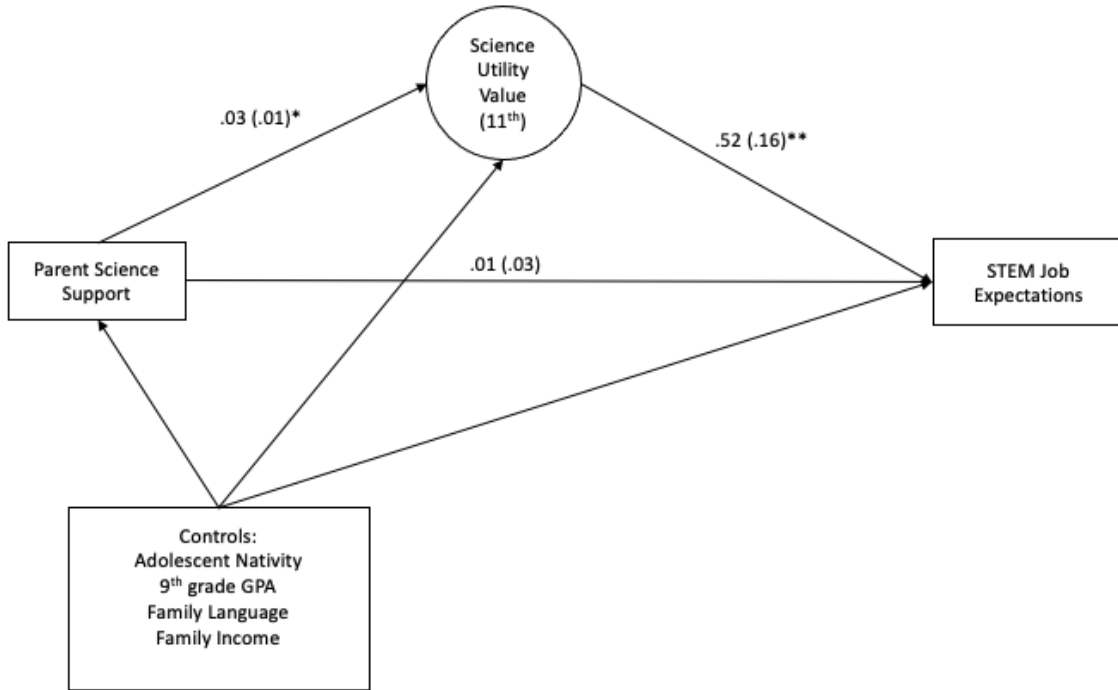 Science
Utility
Value
(11th)
.03 (.01)*
.52 (.16)**
Parent Science
Support
.01 (.03)
STEM Job
Expectations
Controls:
Adolescent Nativity
9th grade GPA
Family Language
Family Income